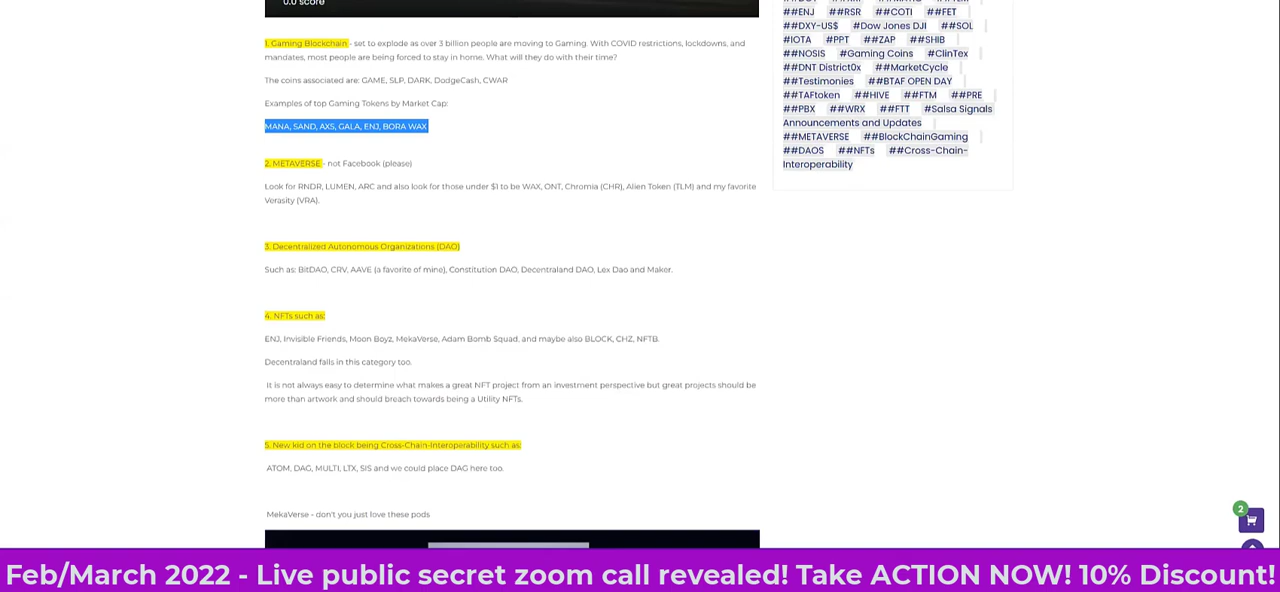 0.0 score
1. Gaming Blockchain - set to explode as over 3 billion people are moving to Gaming. With COVID restrictions, lockdowns, and
mandates, most people are being forced to stay in home. What will they do with their time?
The coins associated are: GAME, SLP, DARK, DodgeCash, CWAR
Examples of top Gaming Tokens by Market Cap:
MANA, SAND, AXS, GALA, ENJ, BORA WAX
2. METAVERSE - not Facebook (please)
Look for RNDR, LUMEN, ARC and also look for those under $1 to be WAX, ONT, Chromia (CHR), Alien Token (TLM) and my favorite
Verasity (VRA).
3. Decentralized Autonomous Organizations (DAO)
Such as: BitDAO, CRV, AAVE (a favorite of mine), Constitution DAO, Decentraland DAO, Lex Dao and Maker.
4. NFTs such as:
ENJ, Invisible Friends, Moon Boyz, MekaVerse, Adam Bomb Squad, and maybe also BLOCK, CHZ, NFTB.
Decentraland falls in this category too.
It is not always easy to determine what makes a great NFT project from an investment perspective but great projects should be
more than artwork and should breach towards being a Utility NFTs.
5. New kid on the block being Cross-Chain-Interoperability such as:
ATOM, DAG, MULTI, LTX, SIS and we could place DAG here too.
MekaVerse - don't you just love these pods
##ENJ ##RSR ##COTI ##FET
##DXY-US$ #Dow Jones DJI ##SOL
#IOTA #PPT ##ZAP ##SHIB
##NOSIS #Gaming Coins #ClinTex
##DNT District0x ##MarketCycle
##Testimonies ##BTAF OPEN DAY
##TAFtoken ##HIVE ##FTM ##PRE
##PBX ##WRX ##FTT #Salsa Signals
Announcements and Updates
##METAVERSE ##BlockChainGaming
##DAOS ##NFTs ##Cross-Chain-
Interoperability
2
Feb/March 2022 - Live public secret zoom call revealed! Take ACTION NOW! 10% Discount!